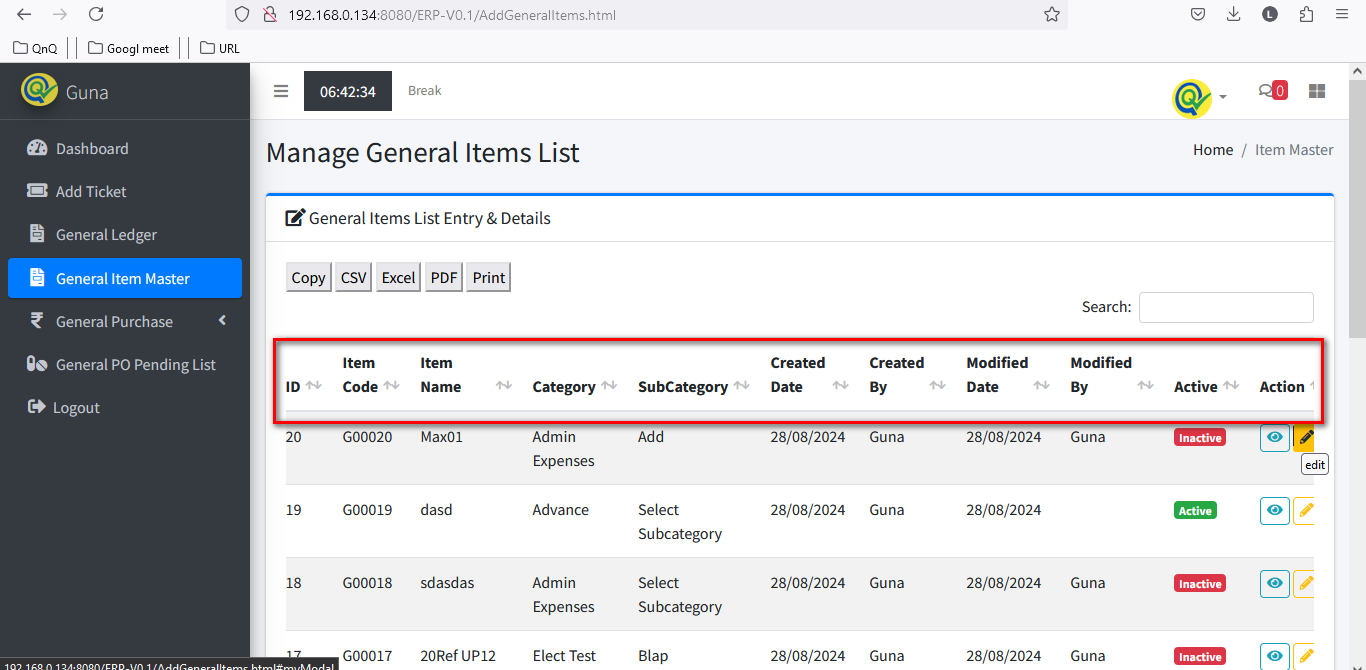 192.168.0.134:8080/ERP-V0.1/AddGeneralItems.html
QnQ
Googl meet
URL
Guna
06:42:34
Break
0
Dashboard
Add Ticket
General Ledger
General Item Master
General Purchase
General PO Pending List
Logout
Manage General Items List
Home / Item Master
General Items List Entry & Details
Copy CSV Excel PDF Print
Search:
ID Item Code Item Name Category SubCategory Created Date Created By Modified Date Modified By Active Action
20 G00020 Max01 Admin Expenses Add 28/08/2024 Guna 28/08/2024 Guna Inactive
edit
19 G00019 dasd Advance Select Subcategory 28/08/2024 Guna 28/08/2024 Active
18 G00018 sdasdas Admin Expenses Select Subcategory 28/08/2024 Guna 28/08/2024 Guna Inactive
17 G00017 20Ref UP12 Elect Test Blap 28/08/2024 Guna 28/08/2024 Guna Inactive
192.168.0.134:8080/ERP-V0.1/AddGeneralItems.html#myModal